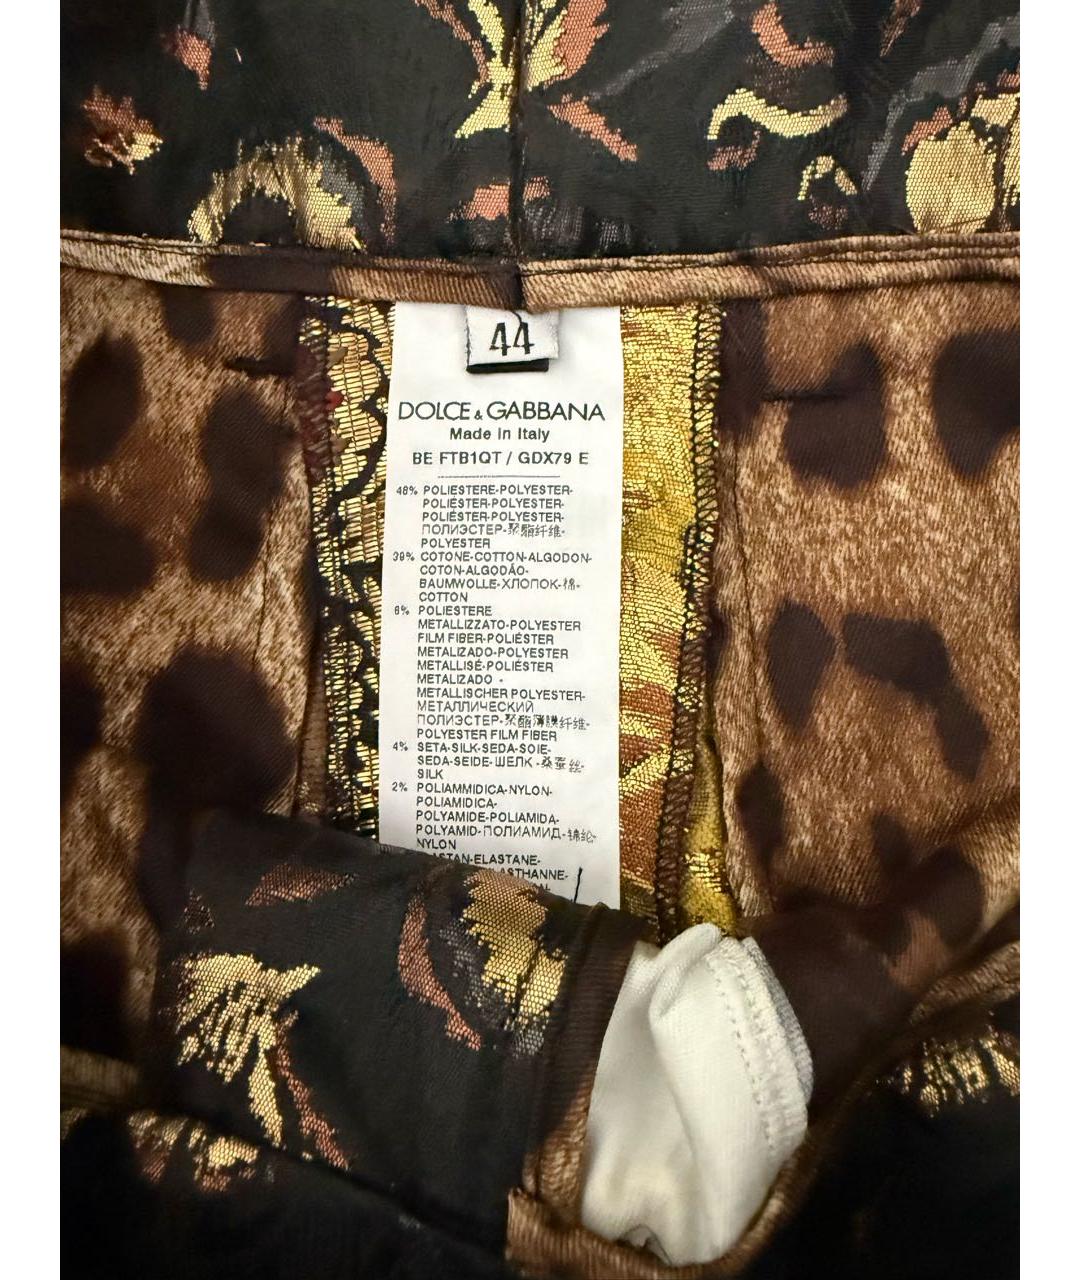 44
DOLCE & GABBANA
Made in Italy
BE FTB1QT / GDX79 E
48% POLIESTERE-POLYESTER-
POLIÉSTER-POLYESTER-
POLIÉSTER-POLYESTER-
ПОЛИЭСТЕР-聚酯纤维-
POLYESTER
39% COTONE-COTTON-ALGODON-
COTON-ALGODÃO-
BAUMWOLLE-ХЛОПОК-棉-
COTTON
6% POLIESTERE
METALLIZZATO-POLYESTER
FILM FIBER-POLIÉSTER
METALIZADO-POLYESTER
METALLISÉ-POLIÉSTER
METALIZADO -
METALLISCHER POLYESTER-
МЕТАЛЛИЧЕСКИЙ
ПОЛИЭСТЕР-聚酯薄膜纤维-
POLYESTER FILM FIBER
4% SETA-SILK-SEDA-SOIE-
SEDA-SEIDE-ШЕЛК-桑蚕丝-
SILK
2% POLIAMMIDICA-NYLON-
POLIAMIDICA-
POLYAMIDE-POLIAMIDA-
POLYAMID-ПОЛИАМИД-锦纶-
NYLON
-ELASTANE-